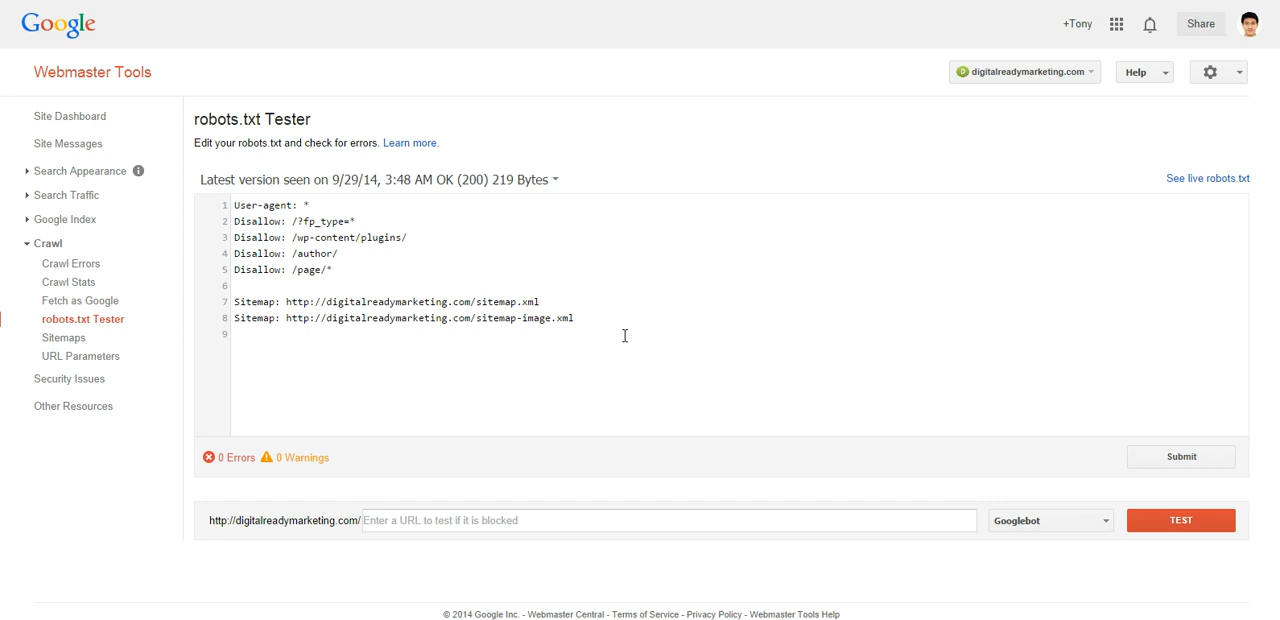 Google
+Tony
Share
Webmaster Tools
digitalreadymarketing.com
Help
Site Dashboard
Site Messages
Search Appearance
Search Traffic
Google Index
Crawl
Crawl Errors
Crawl Stats
Fetch as Google
robots.txt Tester
Sitemaps
URL Parameters
Security Issues
Other Resources
robots.txt Tester
Edit your robots.txt and check for errors. Learn more.
Latest version seen on 9/29/14, 3:48 AM OK (200) 219 Bytes
See live robots.txt
1 User-agent: *
2 Disallow: /?fp_type=*
3 Disallow: /wp-content/plugins/
4 Disallow: /author/
5 Disallow: /page/*
6
7 Sitemap: http://digitalreadymarketing.com/sitemap.xml
8 Sitemap: http://digitalreadymarketing.com/sitemap-image.xml
9
0 Errors 0 Warnings
Submit
http://digitalreadymarketing.com/ Enter a URL to test if it is blocked
Googlebot
TEST
© 2014 Google Inc. - Webmaster Central - Terms of Service - Privacy Policy - Webmaster Tools Help